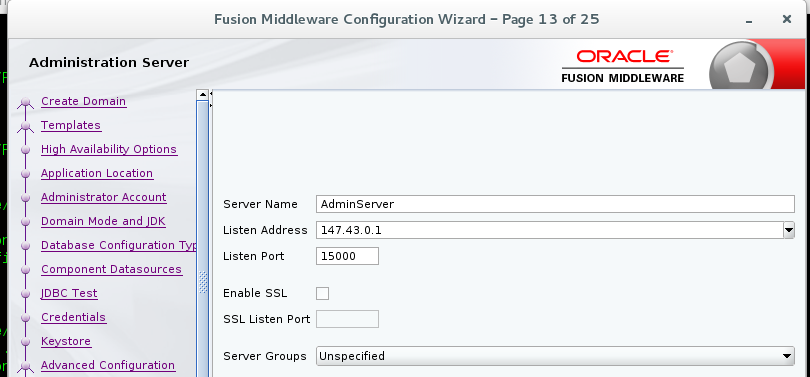 Fusion Middleware Configuration Wizard – Page 13 of 25
Administration Server
ORACLE
FUSION MIDDLEWARE
Create Domain
Templates
High Availability Options
Application Location
Administrator Account
Domain Mode and JDK
Database Configuration Typ
Component Datasources
JDBC Test
Credentials
Keystore
Advanced Configuration
Server Name AdminServer
Listen Address 147.43.0.1
Listen Port 15000
Enable SSL
SSL Listen Port
Server Groups Unspecified